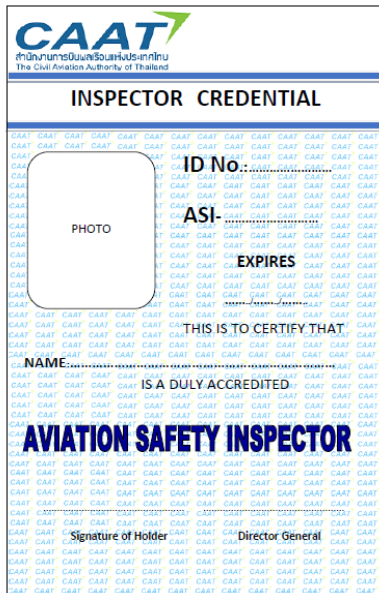 CAAT
สำนักงานการบินพลเรือนแห่งประเทศไทย
The Civil Aviation Authority of Thailand
INSPECTOR CREDENTIAL
ID No.:........................
PHOTO
ASI-........................
EXPIRES
......./......../.......
THIS IS TO CERTIFY THAT
NAME:......................................................................
IS A DULY ACCREDITED
AVIATION SAFETY INSPECTOR
Signature of Holder Director General